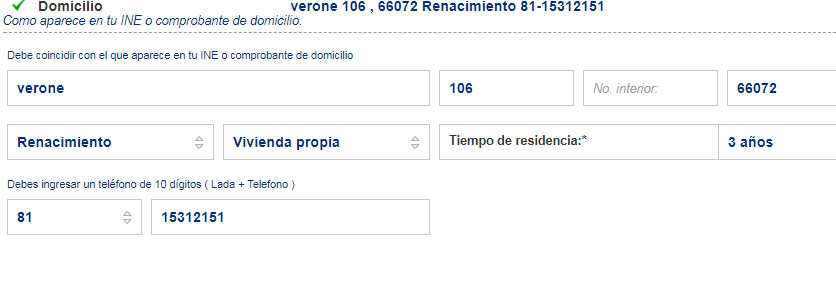 Domicilio verone 106 , 66072 Renacimiento 81-15312151
Como aparece en tu INE o comprobante de domicilio.
Debe coincidir con el que aparece en tu INE o comprobante de domicilio
verone 106 No. interior: 66072
Renacimiento Vivienda propia Tiempo de residencia:* 3 años
Debes ingresar un teléfono de 10 dígitos ( Lada + Telefono )
81 15312151